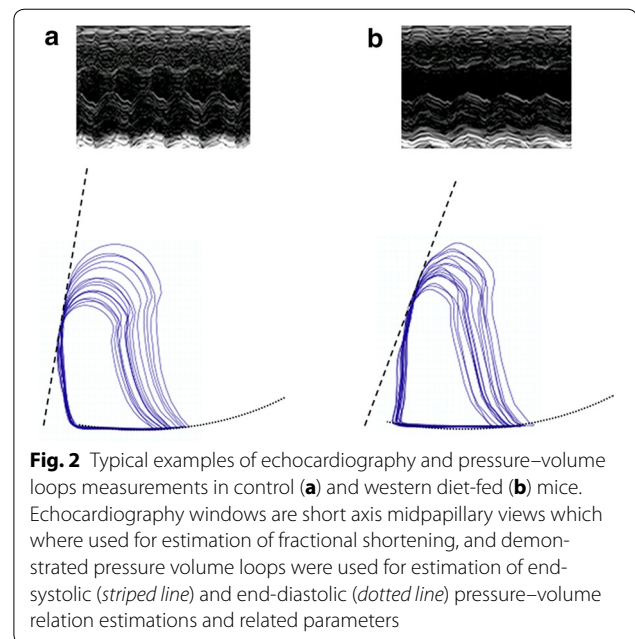 a
b
Fig. 2 Typical examples of echocardiography and pressure–volume
loops measurements in control (a) and western diet-fed (b) mice.
Echocardiography windows are short axis midpapillary views which
where used for estimation of fractional shortening, and demon-
strated pressure volume loops were used for estimation of end-
systolic (striped line) and end-diastolic (dotted line) pressure–volume
relation estimations and related parameters